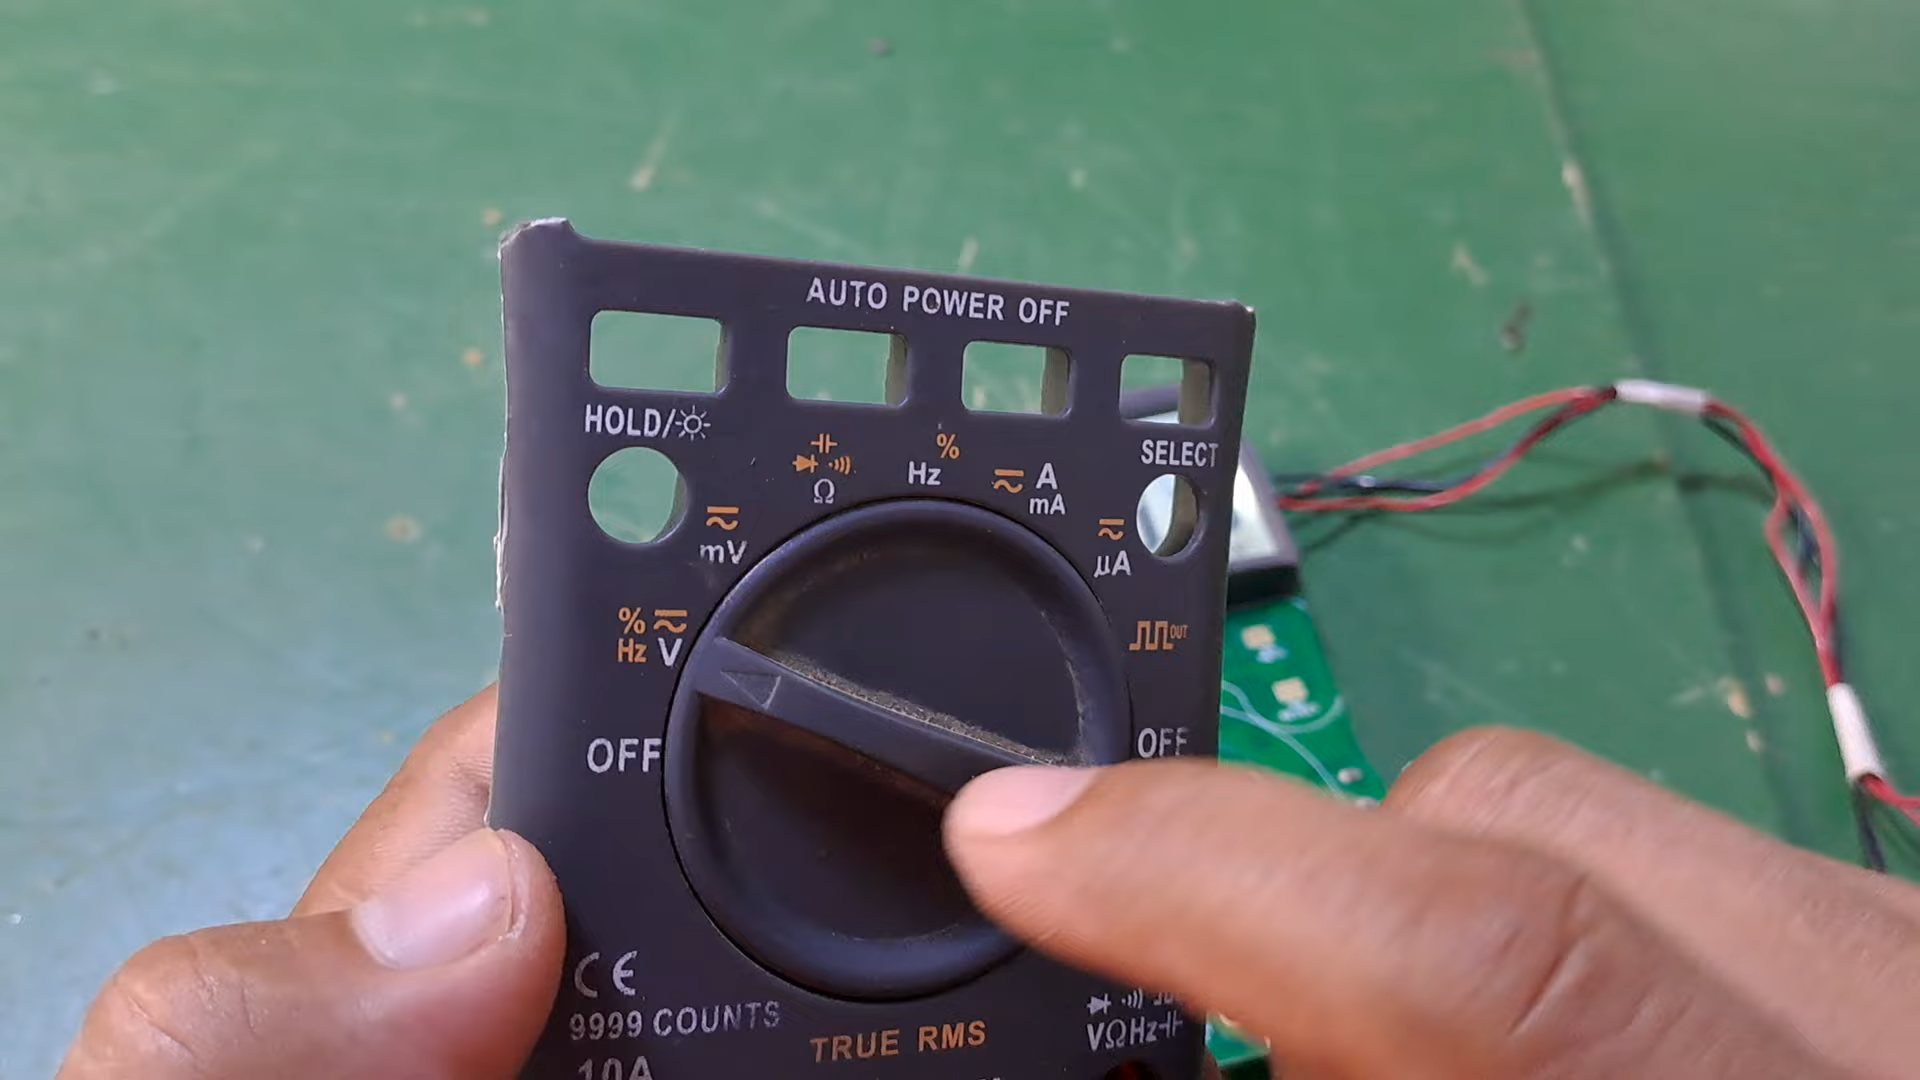 AUTO POWER OFF
HOLD/
SELECT
%
Hz
A
mA
Ω
mV
µA
% Hz V
OUT
OFF
OFF
CE
9999 COUNTS
TRUE RMS
VΩHz
10A